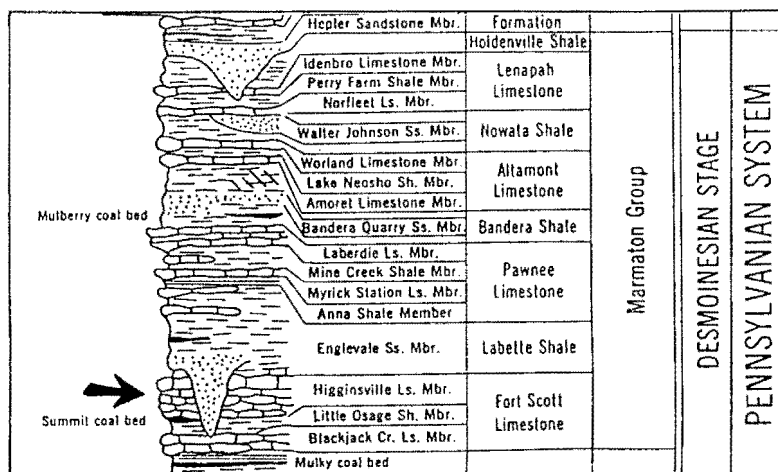 Hepler Sandstone Mbr. Formation
Holdenville Shale
Idenbro Limestone Mbr.
Perry Farm Shale Mbr.
Norfleet Ls. Mbr.
Lenapah
Limestone
Walter Johnson Ss. Mbr. Nowata Shale
Worland Limestone Mbr.
Lake Neosho Sh. Mbr.
Amoret Limestone Mbr.
Altamont
Limestone
Mulberry coal bed
Bandera Quarry Ss. Mbr. Bandera Shale
Laberdie Ls. Mbr.
Mine Creek Shale Mbr.
Myrick Station Ls. Mbr.
Anna Shale Member
Pawnee
Limestone
Englevale Ss. Mbr. Labette Shale
Higginsville Ls. Mbr.
Little Osage Sh. Mbr.
Blackjack Cr. Ls. Mbr.
Fort Scott
Limestone
Summit coal bed
Mulky coal bed
Marmaton Group
DESMOINESIAN STAGE
PENNSYLVANIAN SYSTEM